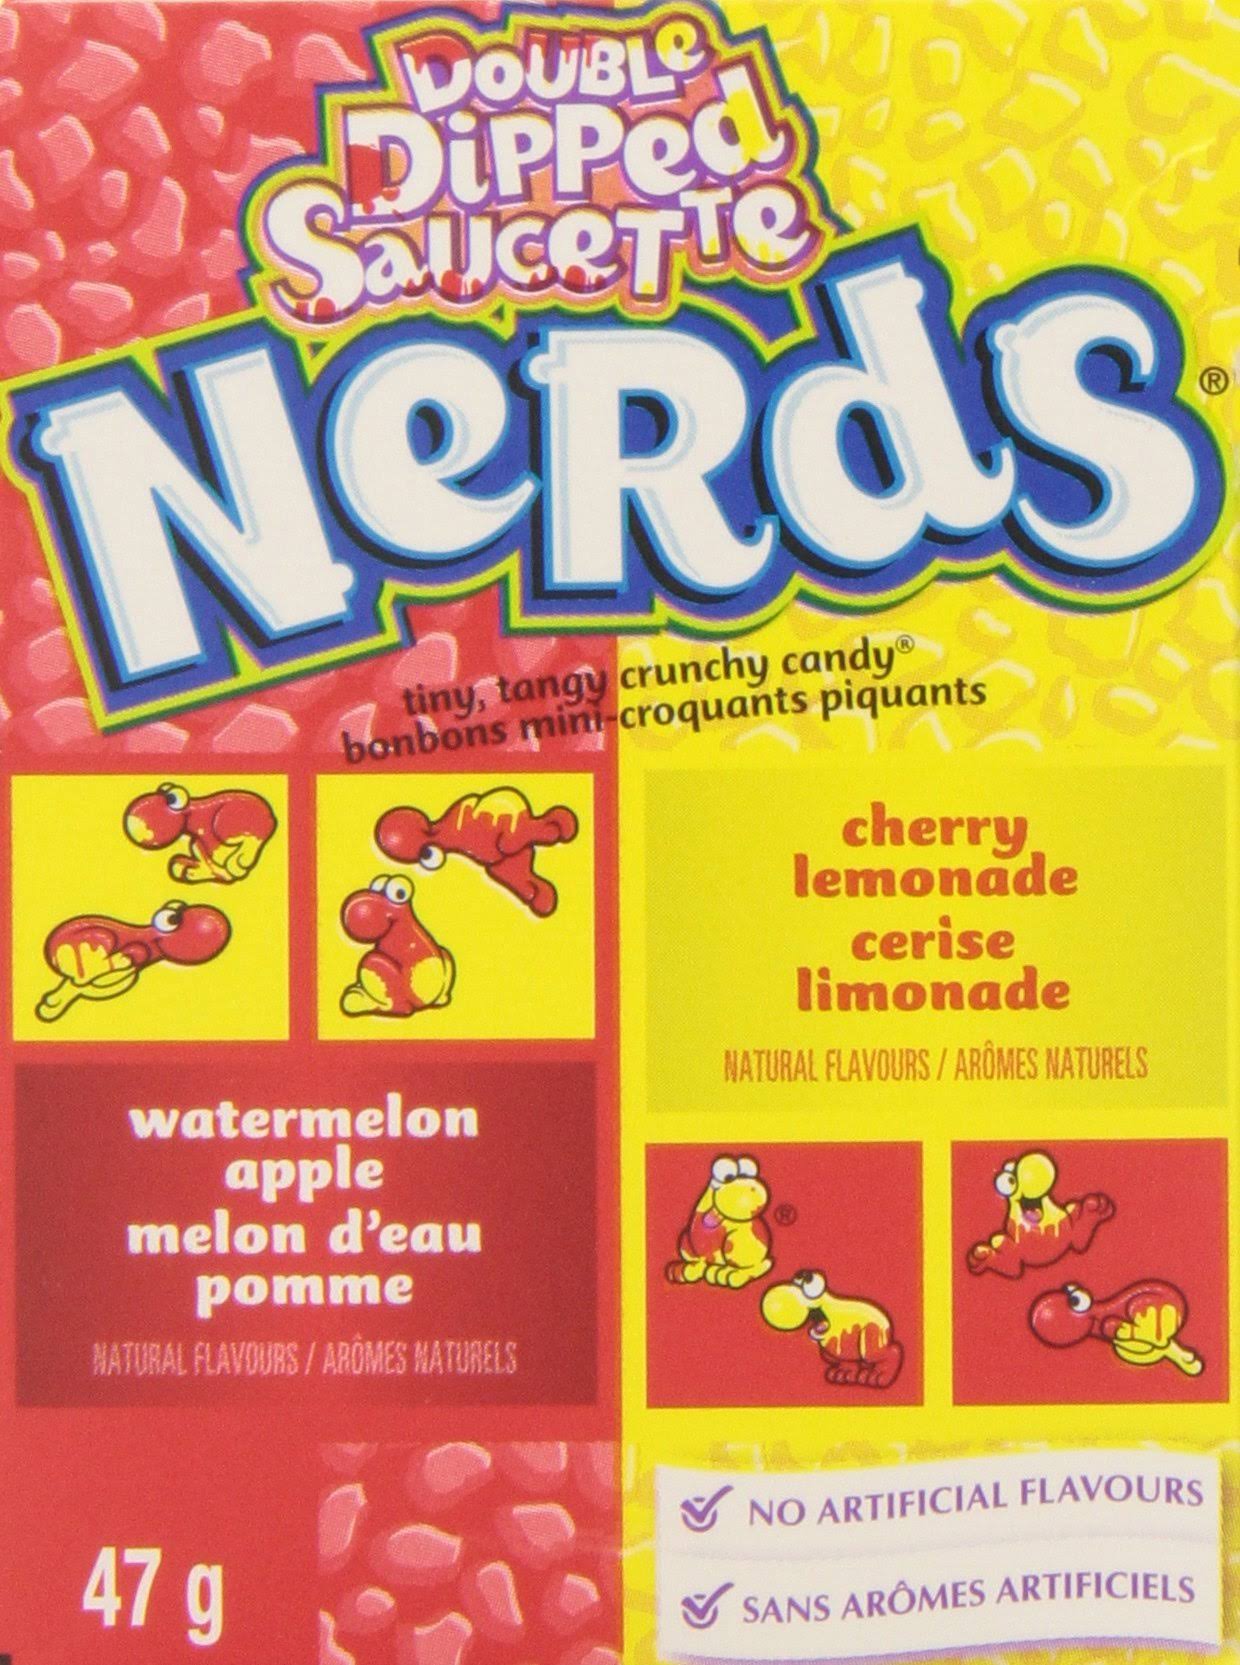 DOUBLE
Dipped
Saucette
Nerds®
tiny, tangy crunchy candy®
bonbons mini-croquants piquants
cherry
lemonade
cerise
limonade
NATURAL FLAVOURS / ARÔMES NATURELS
watermelon
apple
melon d'eau
pomme
NATURAL FLAVOURS / ARÔMES NATURELS
®
47 g
NO ARTIFICIAL FLAVOURS
SANS ARÔMES ARTIFICIELS